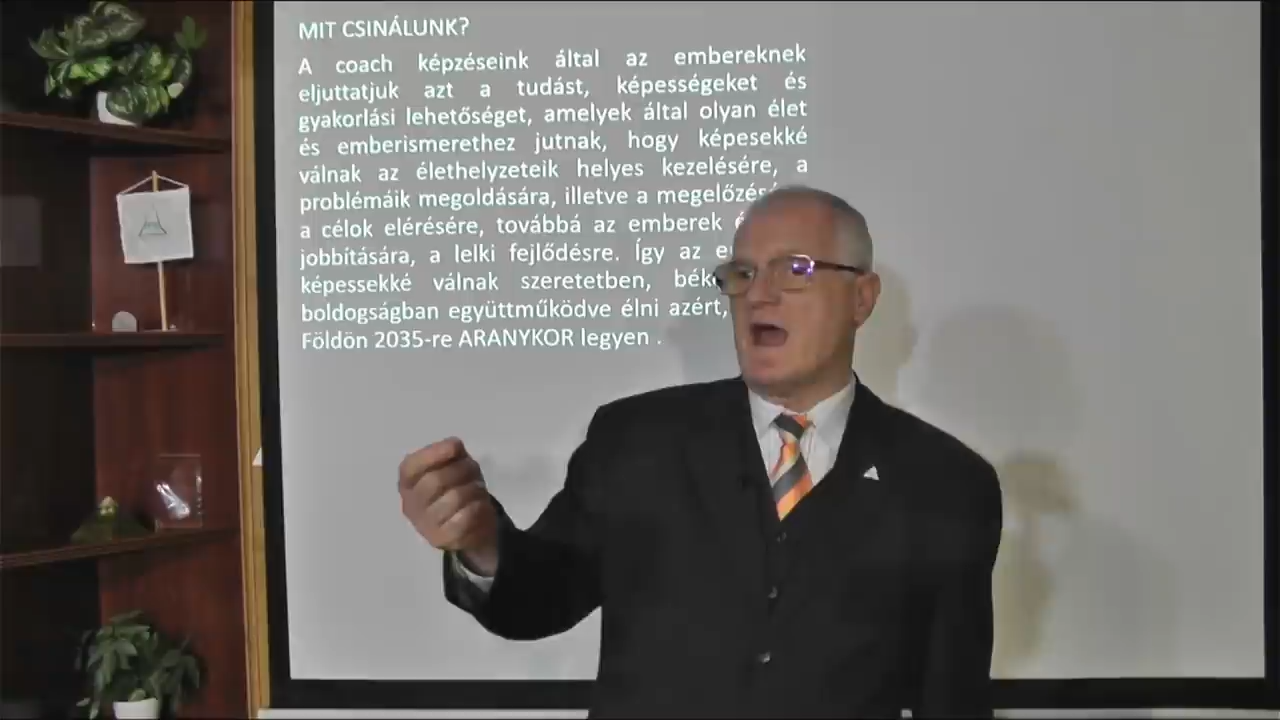 MIT CSINÁLUNK?
A coach képzéseink által az embereknek
eljuttatjuk azt a tudást, képességeket és
gyakorlási lehetőséget, amelyek által olyan élet
és emberismerethez jutnak, hogy képesekké
válnak az élethelyzeteik helyes kezelésére, a
problémáik megoldására, illetve a
a célok elérésére, továbbá az emberek
jobbítására, a lelki fejlődésre. Így az
képessekké válnak szeretetben,
boldogságban együttműködve élni azért,
Földön 2035-re ARANYKOR legyen .